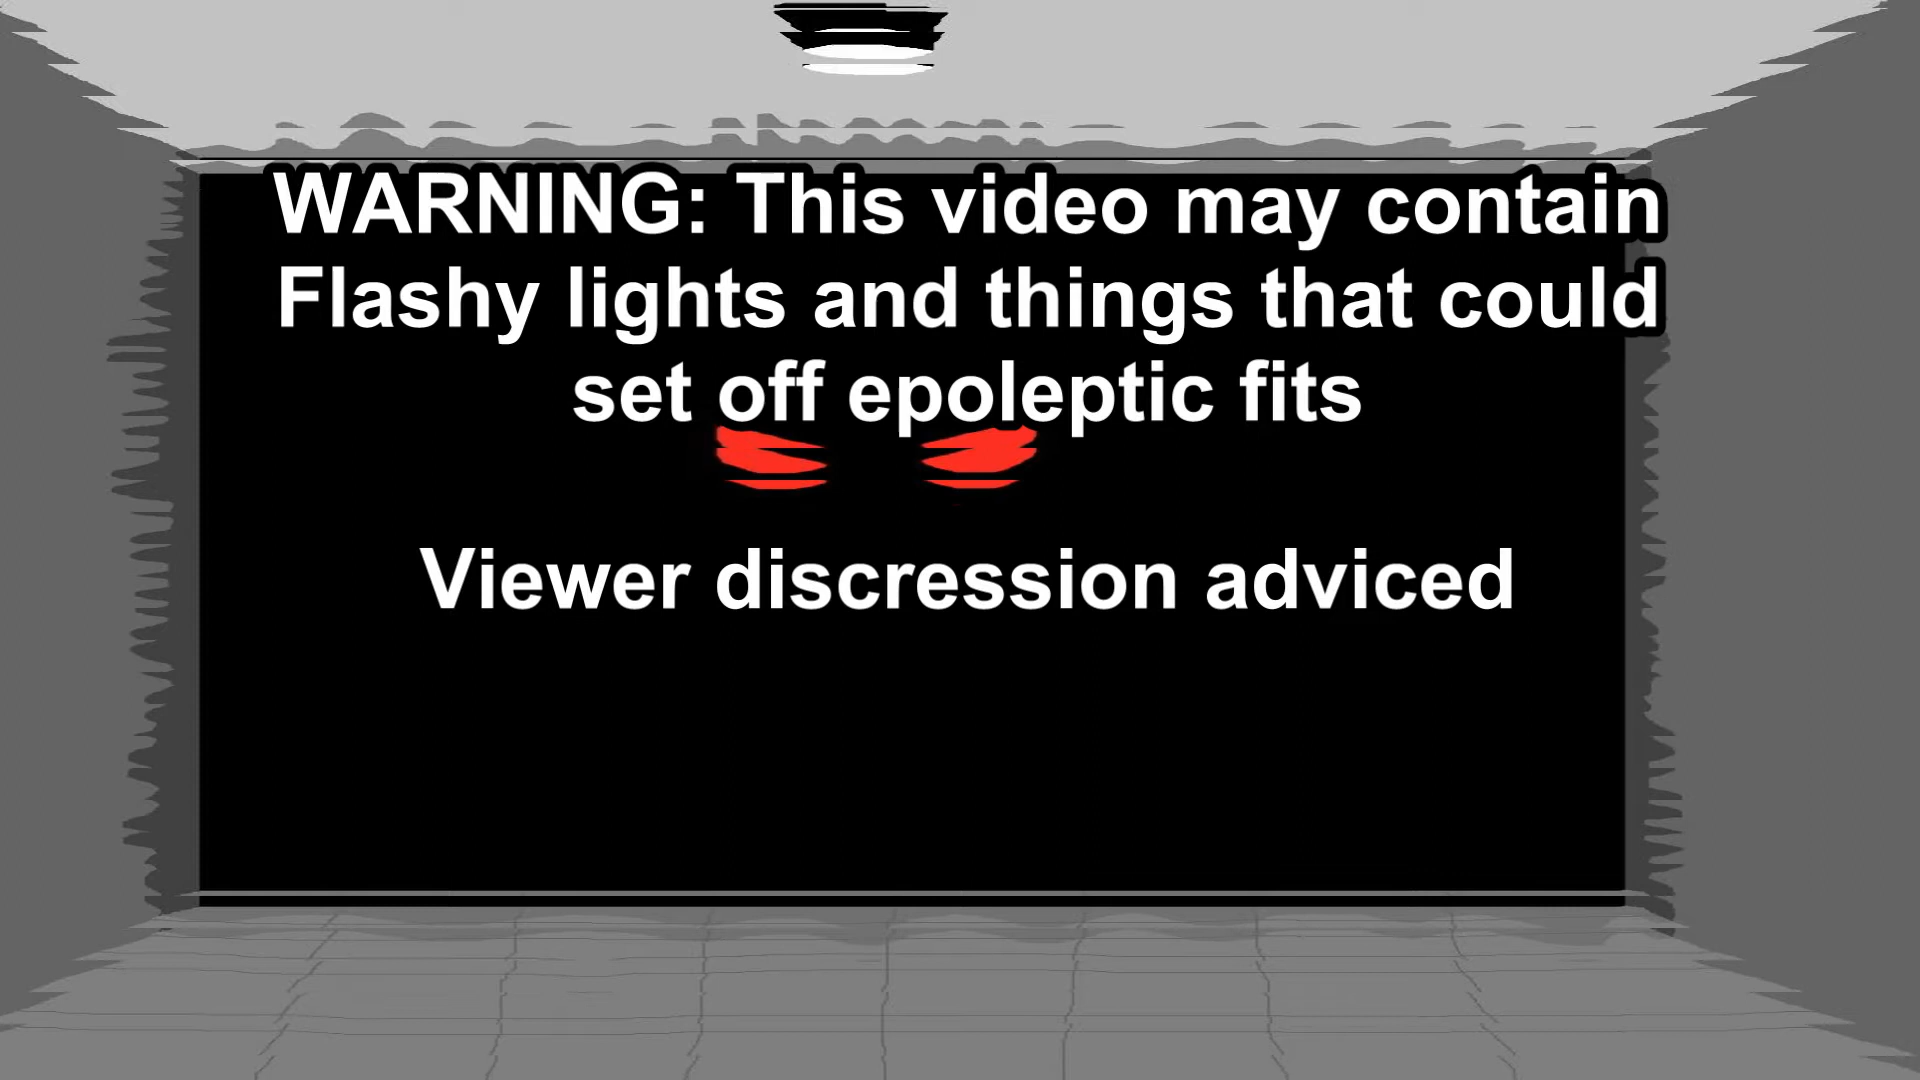 WARNING: This video may contain
Flashy lights and things that could
set off epoleptic fits
Viewer discression adviced